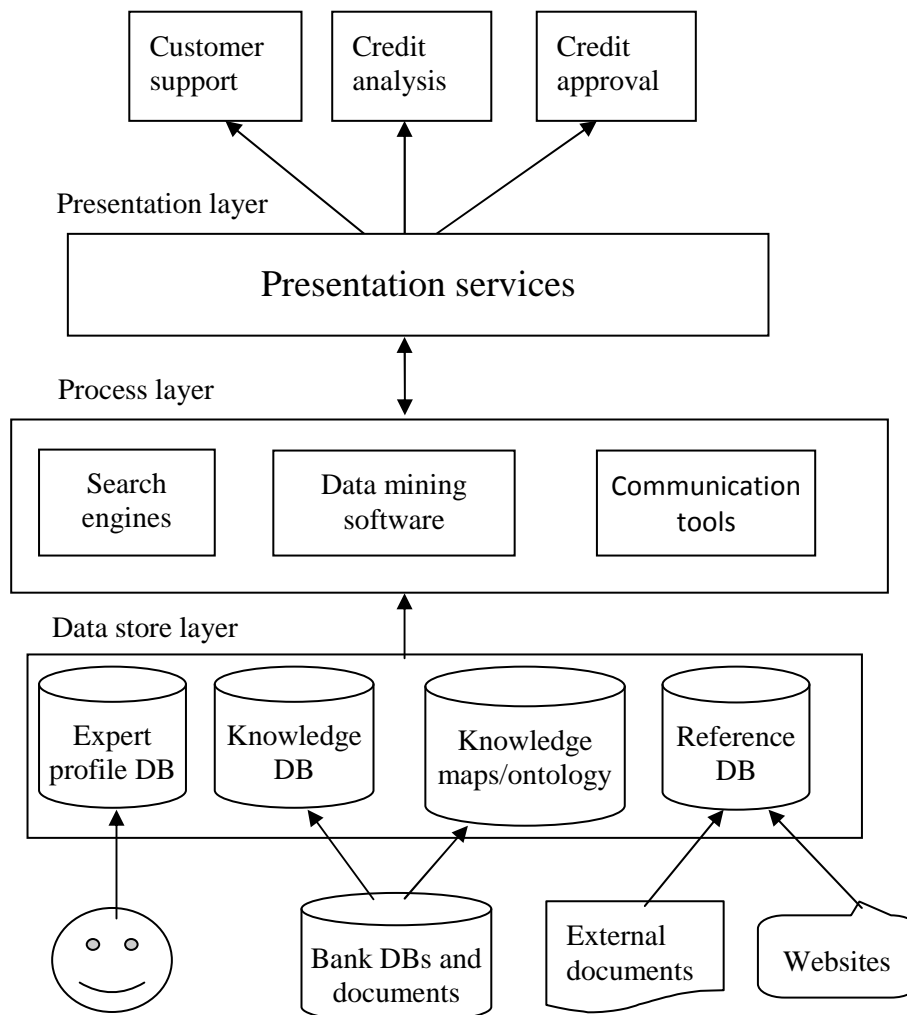 Customer
support
Credit
analysis
Credit
approval
Presentation layer
Presentation services
Process layer
Search
engines
Data mining
software
Communication
tools
Data store layer
Expert
profile DB
Knowledge
DB
Knowledge
maps/ontology
Reference
DB
Bank DBs and
documents
External
documents
Websites